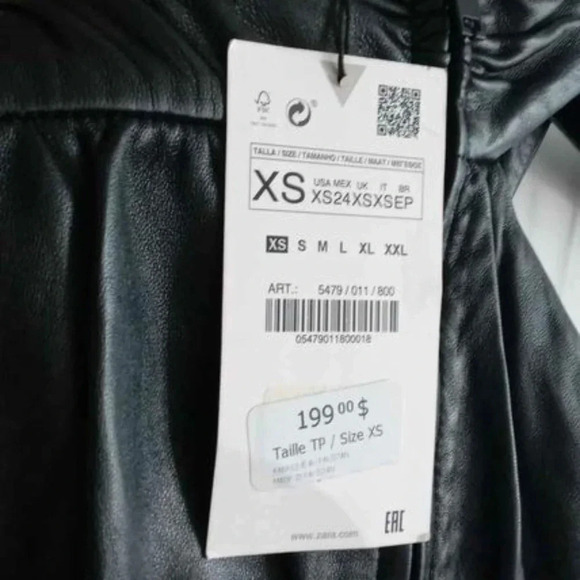 FSC
TALLA / SIZE / TAMANHO / TAILLE / MAAT /
XS
USA MEX UK IT BR
XS 24 XS XS EP
XS S M L XL XXL
ART.: 5479 / 011 / 800
05479011800018
199 00 $
Taille TP / Size XS
www.zara.com
EAC